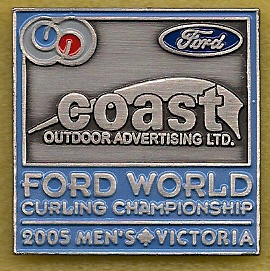 Ford
coast
OUTDOOR ADVERTISING LTD.
FORD WORLD
CURLING CHAMPIONSHIP
2005 MEN'S VICTORIA